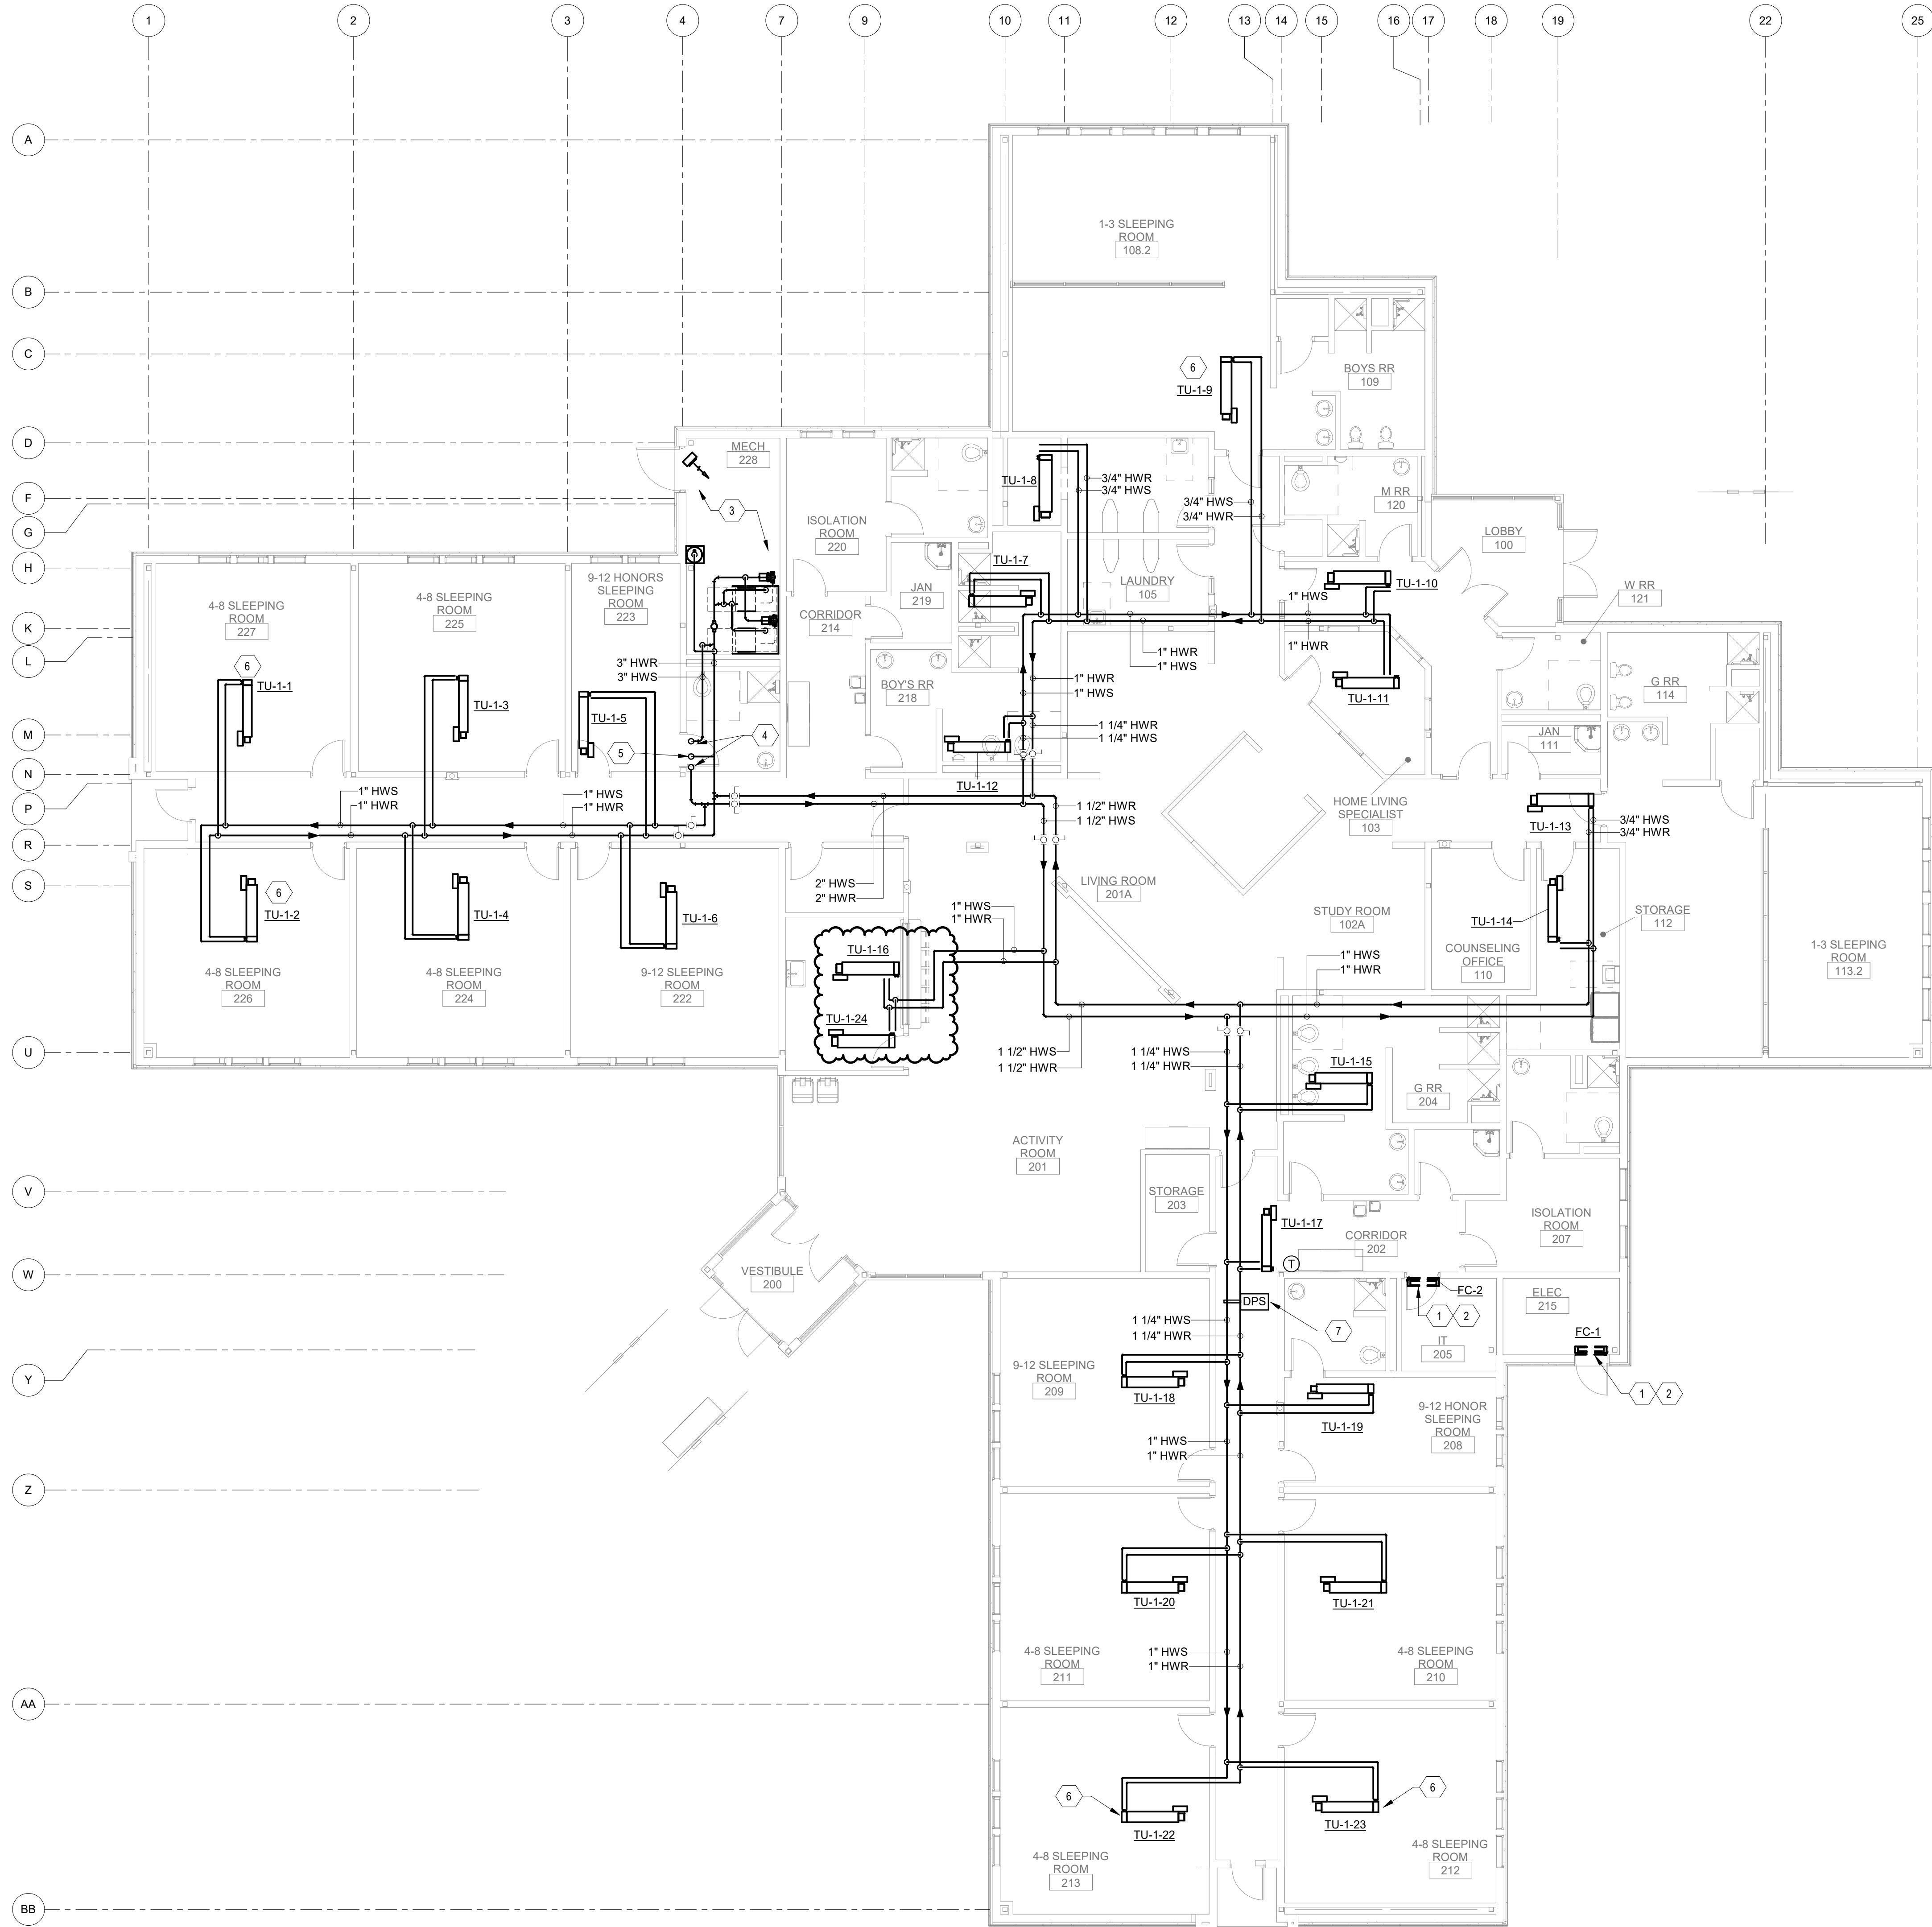 1
2
3
4
7
9
10
11
12
13
14
15
16
17
18
19
22
25
A
B
C
D
F
G
H
K
L
M
N
P
R
S
U
V
W
Y
Z
AA
BB
1-3 SLEEPING
ROOM
108.2
6
TU-1-9
BOYS RR
109
MECH
228
3
ISOLATION
ROOM
220
TU-1-8
3/4" HWR
3/4" HWS
3/4" HWS
3/4" HWR
M RR
120
LOBBY
100
TU-1-7
JAN
219
LAUNDRY
105
TU-1-10
1" HWS
1" HWR
W RR
121
9-12 HONORS
SLEEPING
ROOM
223
4-8 SLEEPING
ROOM
227
4-8 SLEEPING
ROOM
225
CORRIDOR
214
6
TU-1-1
TU-1-3
TU-1-5
3" HWR
3" HWS
BOY'S RR
218
1" HWR
1" HWS
1" HWR
1" HWS
1 1/4" HWR
1 1/4" HWS
TU-1-11
G RR
114
JAN
111
4
5
TU-1-12
1" HWS
1" HWR
1" HWS
1" HWR
1 1/2" HWR
1 1/2" HWS
HOME LIVING
SPECIALIST
103
TU-1-13
3/4" HWS
3/4" HWR
6
TU-1-2
TU-1-4
TU-1-6
2" HWS
2" HWR
LIVING ROOM
201A
STUDY ROOM
102A
TU-1-14
STORAGE
112
COUNSELING
OFFICE
110
1-3 SLEEPING
ROOM
113.2
4-8 SLEEPING
ROOM
226
4-8 SLEEPING
ROOM
224
9-12 SLEEPING
ROOM
222
TU-1-16
TU-1-24
1" HWS
1" HWR
1" HWS
1" HWR
1 1/2" HWS
1 1/2" HWR
1 1/4" HWS
1 1/4" HWR
TU-1-15
G RR
204
ACTIVITY
ROOM
201
STORAGE
203
TU-1-17
CORRIDOR
202
T
ISOLATION
ROOM
207
VESTIBULE
200
DPS
7
FC-2
1
2
IT
205
ELEC
215
FC-1
1
2
1 1/4" HWS
1 1/4" HWR
9-12 SLEEPING
ROOM
209
TU-1-18
TU-1-19
9-12 HONOR
SLEEPING
ROOM
208
1" HWS
1" HWR
TU-1-20
TU-1-21
4-8 SLEEPING
ROOM
211
1" HWS
1" HWR
4-8 SLEEPING
ROOM
210
6
TU-1-22
6
TU-1-23
4-8 SLEEPING
ROOM
213
4-8 SLEEPING
ROOM
212